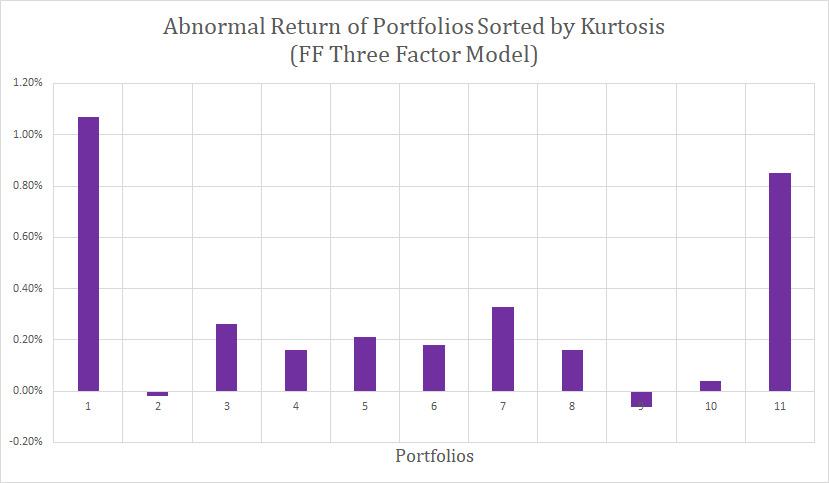 Abnormal Return of Portfolios Sorted by Kurtosis
(FF Three Factor Model)
1.20%
1.00%
0.80%
0.60%
0.40%
0.20%
0.00%
-0.20%
1 2 3 4 5 6 7 8 9 10 11
Portfolios